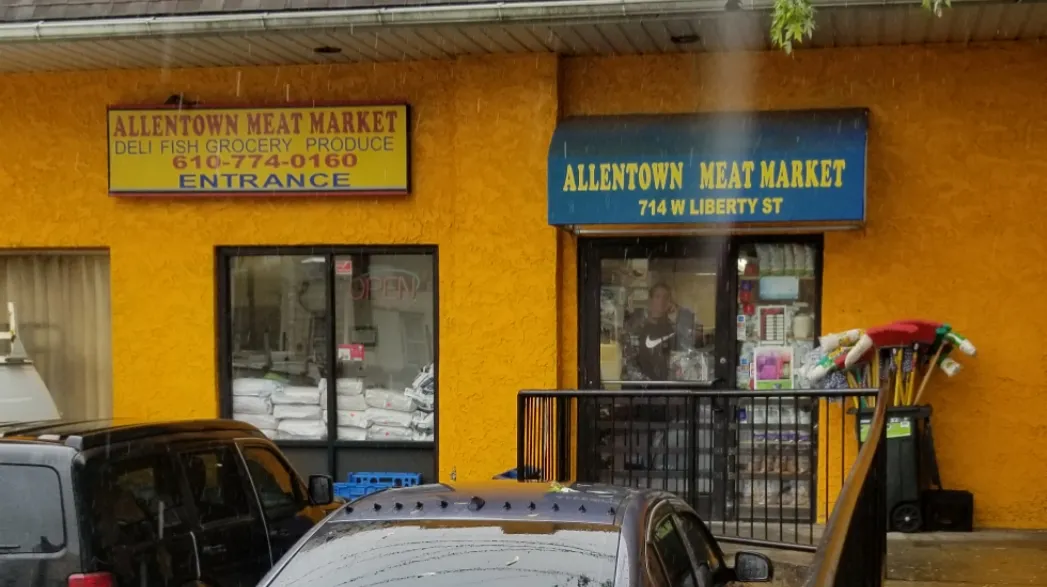 ALLENTOWN MEAT MARKET
DELI FISH GROCERY PRODUCE
610-774-0160
ENTRANCE
ALLENTOWN MEAT MARKET
714 W LIBERTY ST
OPEN